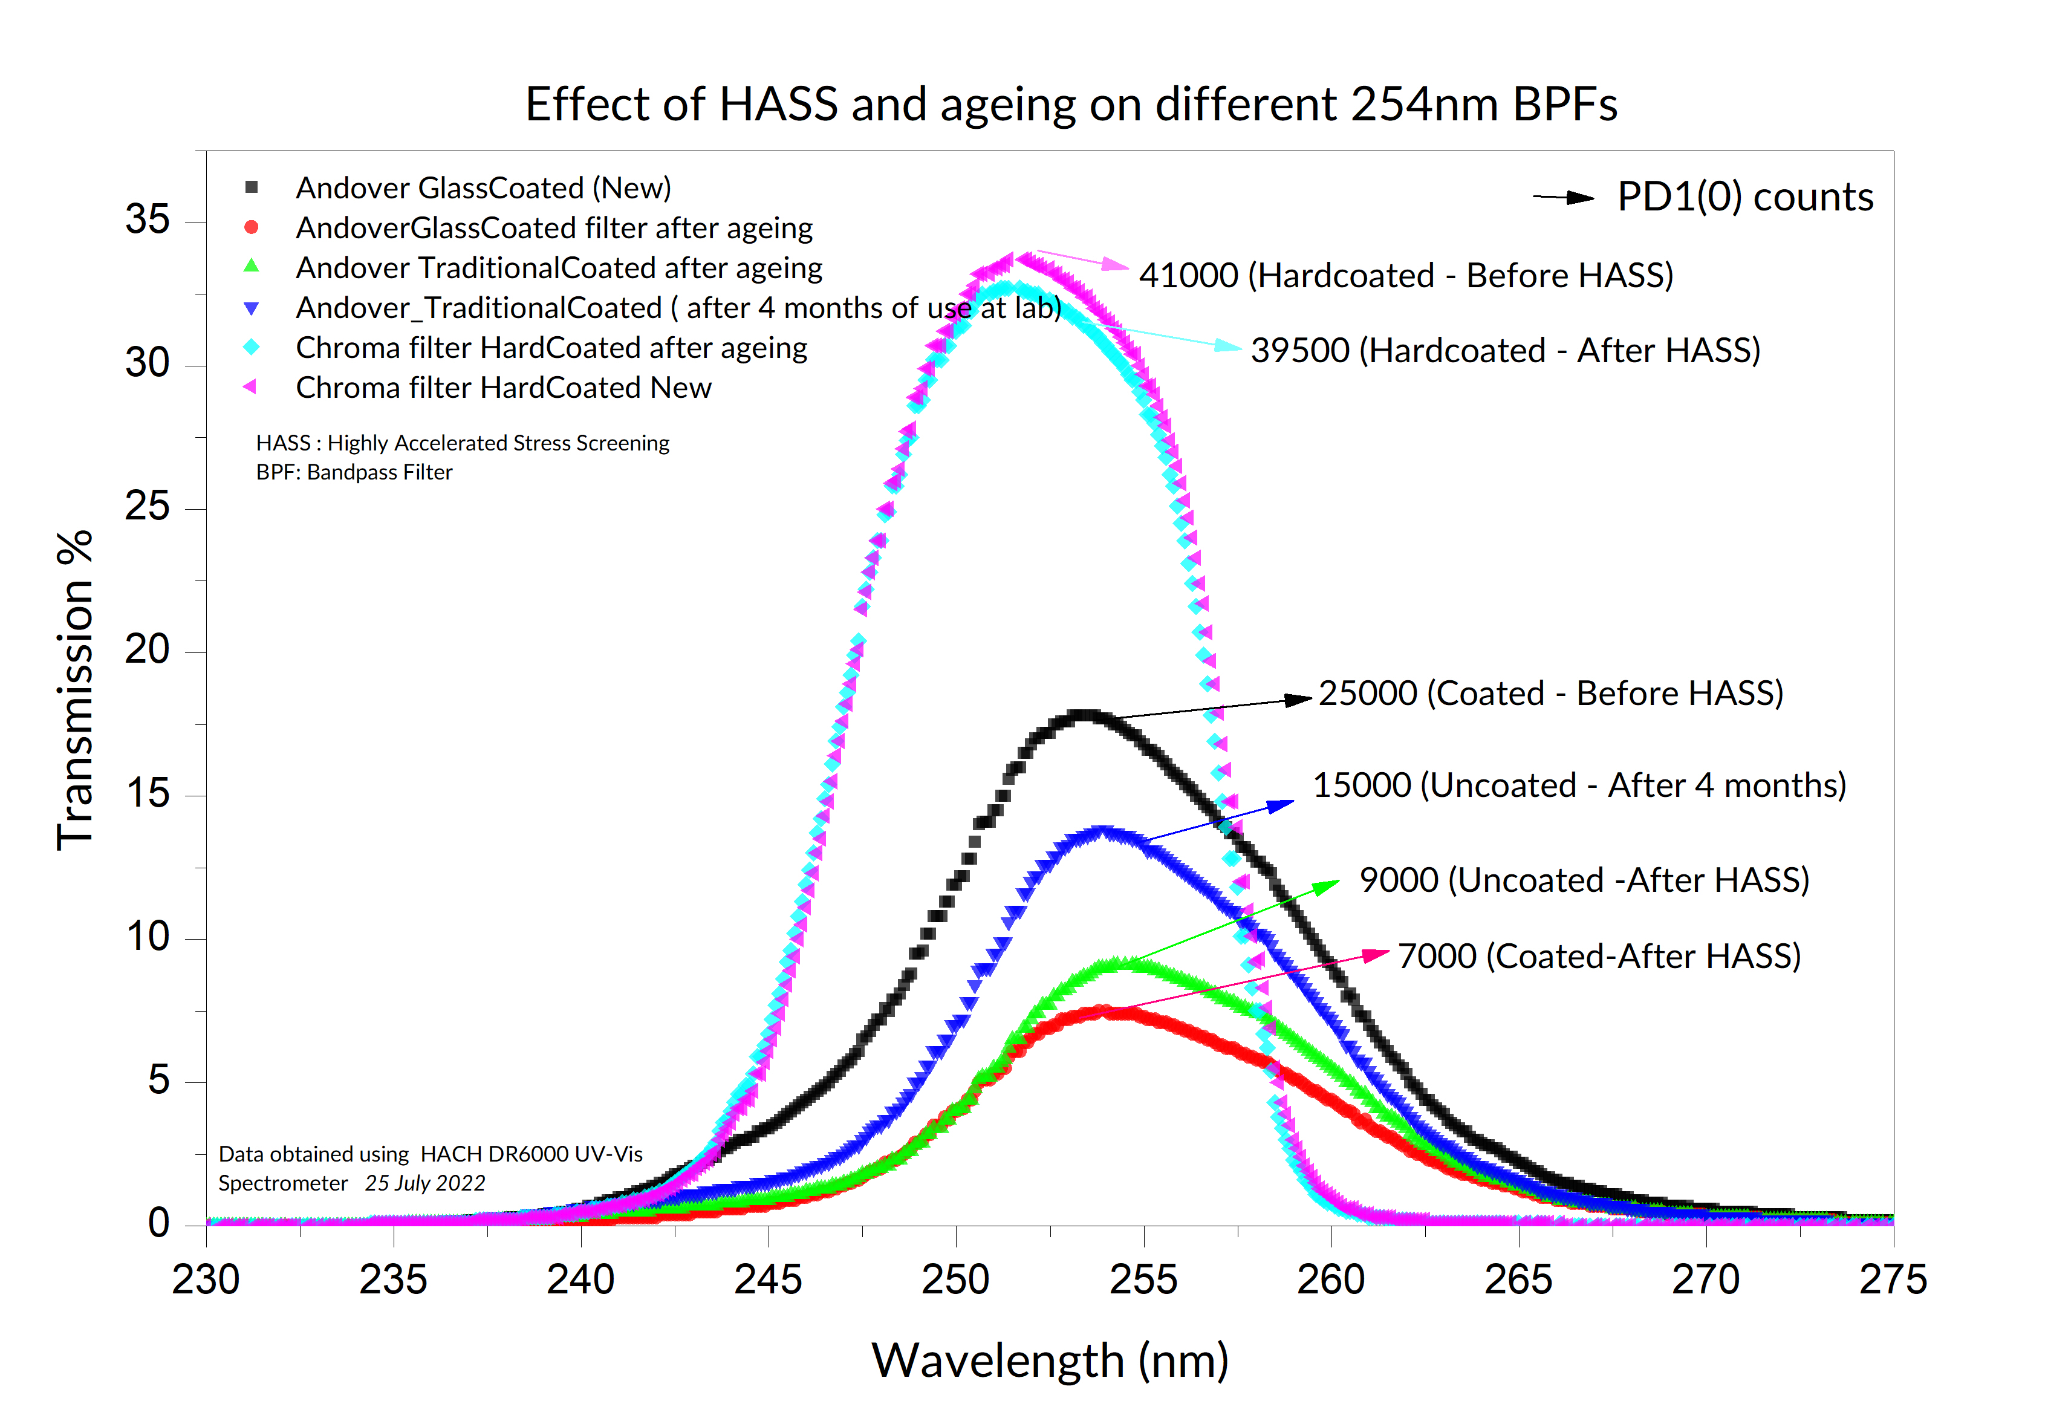 Effect of HASS and ageing on different 254nm BPFs
Andover GlassCoated (New)
AndoverGlassCoated filter after ageing
Andover TraditionalCoated after ageing
Andover_TraditionalCoated ( after 4 months of use at lab)
Chroma filter HardCoated after ageing
Chroma filter HardCoated New
HASS : Highly Accelerated Stress Screening
BPF: Bandpass Filter
PD1(0) counts
41000 (Hardcoated - Before HASS)
39500 (Hardcoated - After HASS)
25000 (Coated - Before HASS)
15000 (Uncoated - After 4 months)
9000 (Uncoated -After HASS)
7000 (Coated-After HASS)
Data obtained using HACH DR6000 UV-Vis
Spectrometer 25 July 2022
Transmission %
35
30
25
20
15
10
5
0
230 235 240 245 250 255 260 265 270 275
Wavelength (nm)